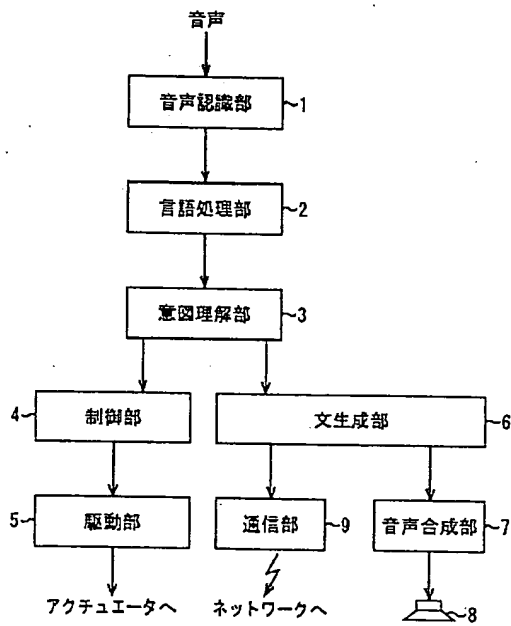 音声
音声認識部 1
言語処理部 2
意図理解部 3
4 制御部 文生成部 6
5 駆動部 通信部 9 音声合成部 7
アクチュエータへ ネットワークへ 8